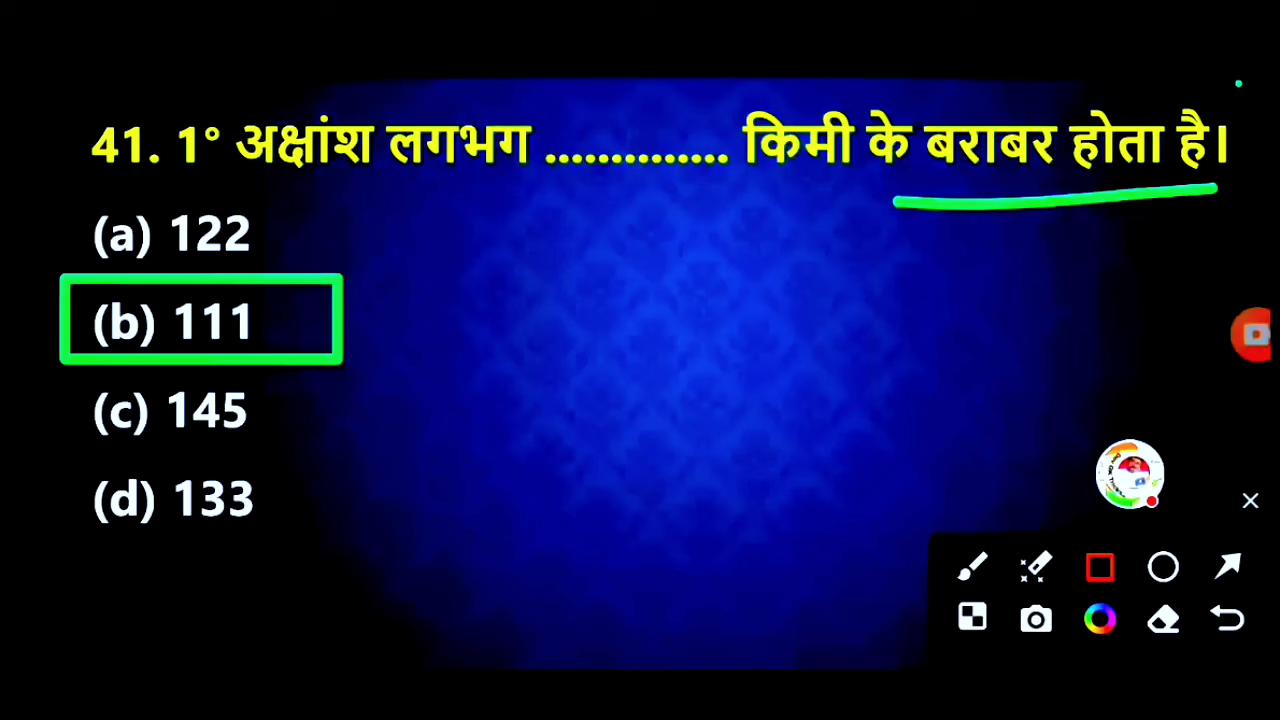 41. 1° अक्षांश लगभग .............. किमी के बराबर होता है।
(a) 122
(b) 111
(c) 145
(d) 133